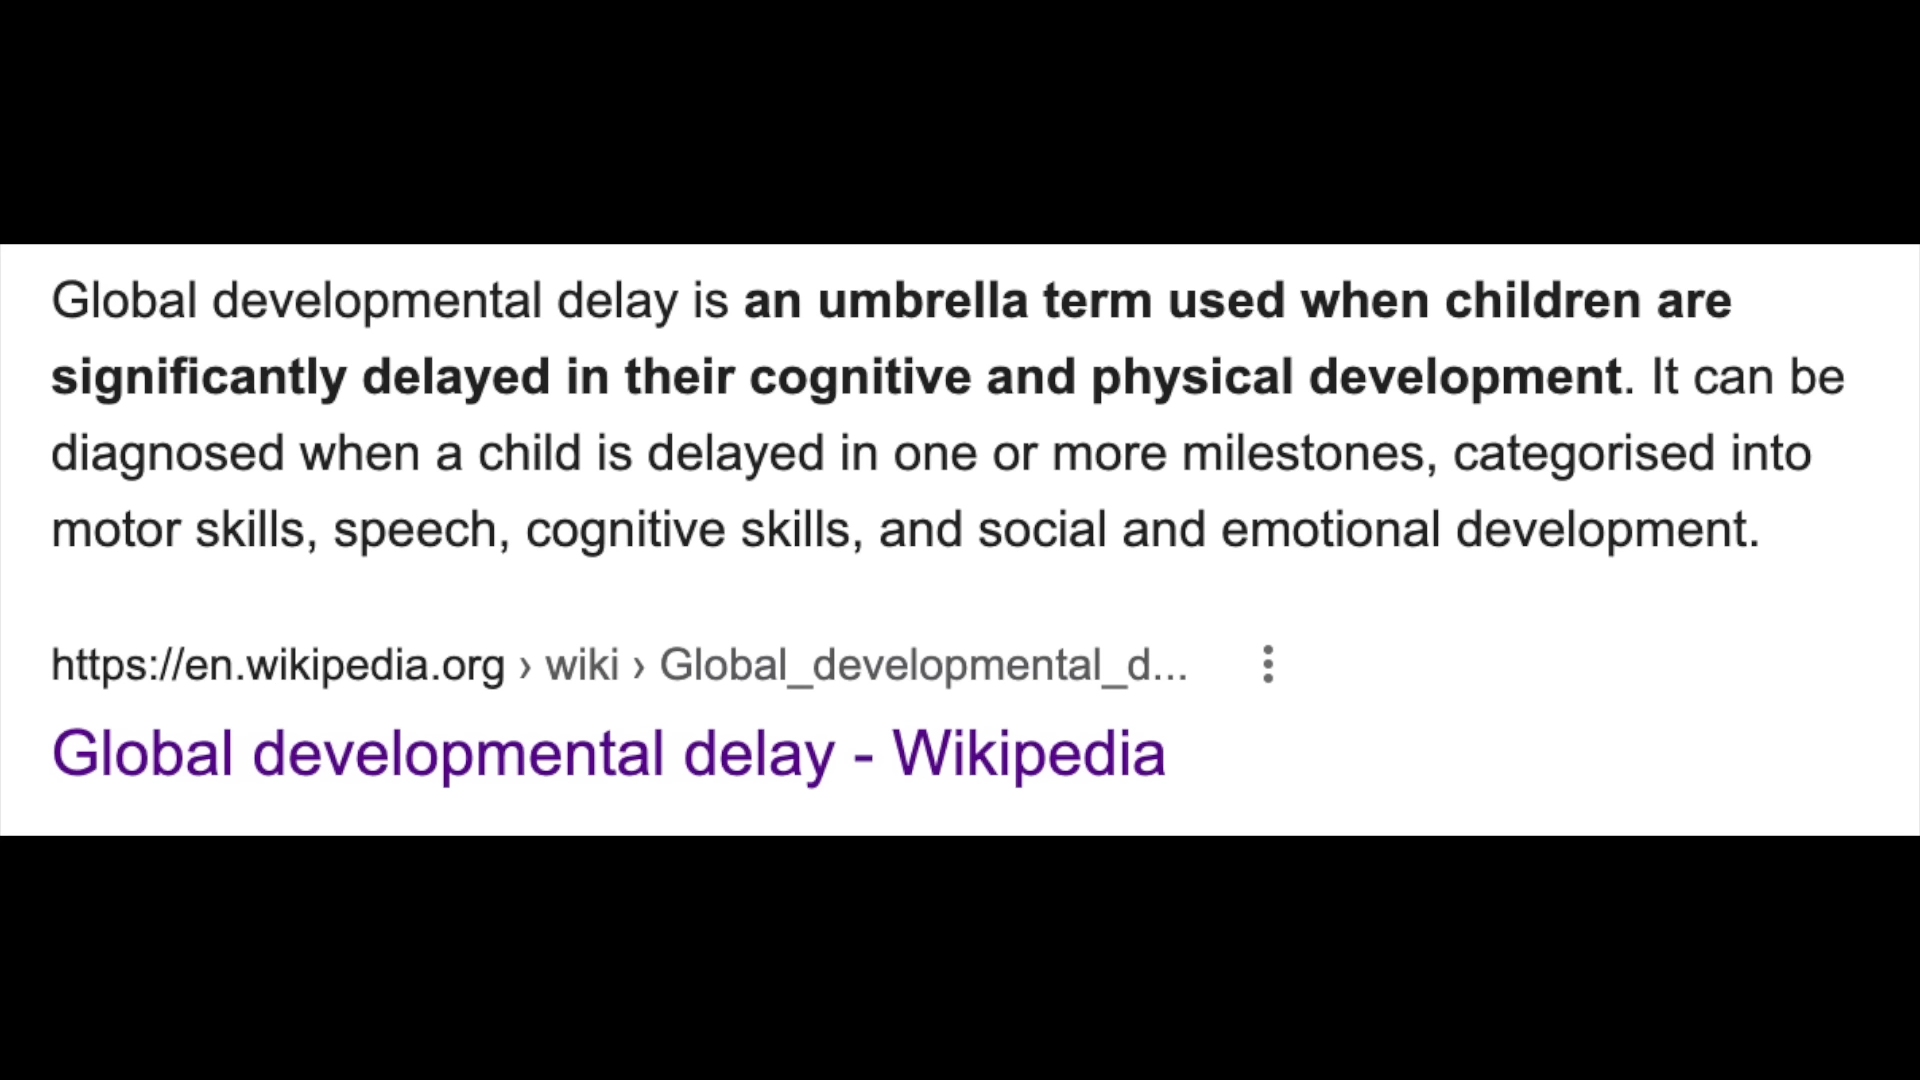 Global developmental delay is an umbrella term used when children are
significantly delayed in their cognitive and physical development. It can be
diagnosed when a child is delayed in one or more milestones, categorised into
motor skills, speech, cognitive skills, and social and emotional development.
https://en.wikipedia.org › wiki › Global_developmental_d...
Global developmental delay - Wikipedia